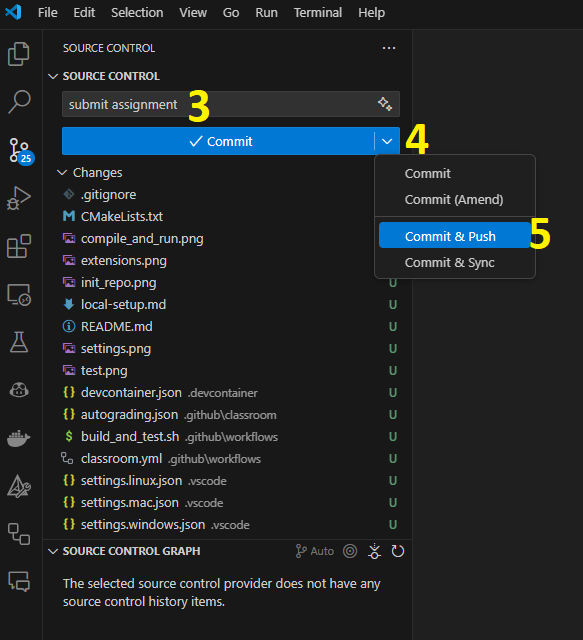 File Edit Selection View Go Run Terminal Help
SOURCE CONTROL ...
SOURCE CONTROL
submit assignment 3
Commit 4
Commit
Commit (Amend)
Commit & Push 5
Commit & Sync
25
Changes
.gitignore
CMakeLists.txt
compile_and_run.png
extensions.png
init_repo.png U
local-setup.md U
README.md U
settings.png U
test.png U
devcontainer.json .devcontainer U
autograding.json .github\classroom U
build_and_test.sh .github\workflows U
classroom.yml .github\workflows U
settings.linux.json .vscode U
settings.mac.json .vscode U
settings.windows.json .vscode U
SOURCE CONTROL GRAPH Auto
The selected source control provider does not have any
source control history items.